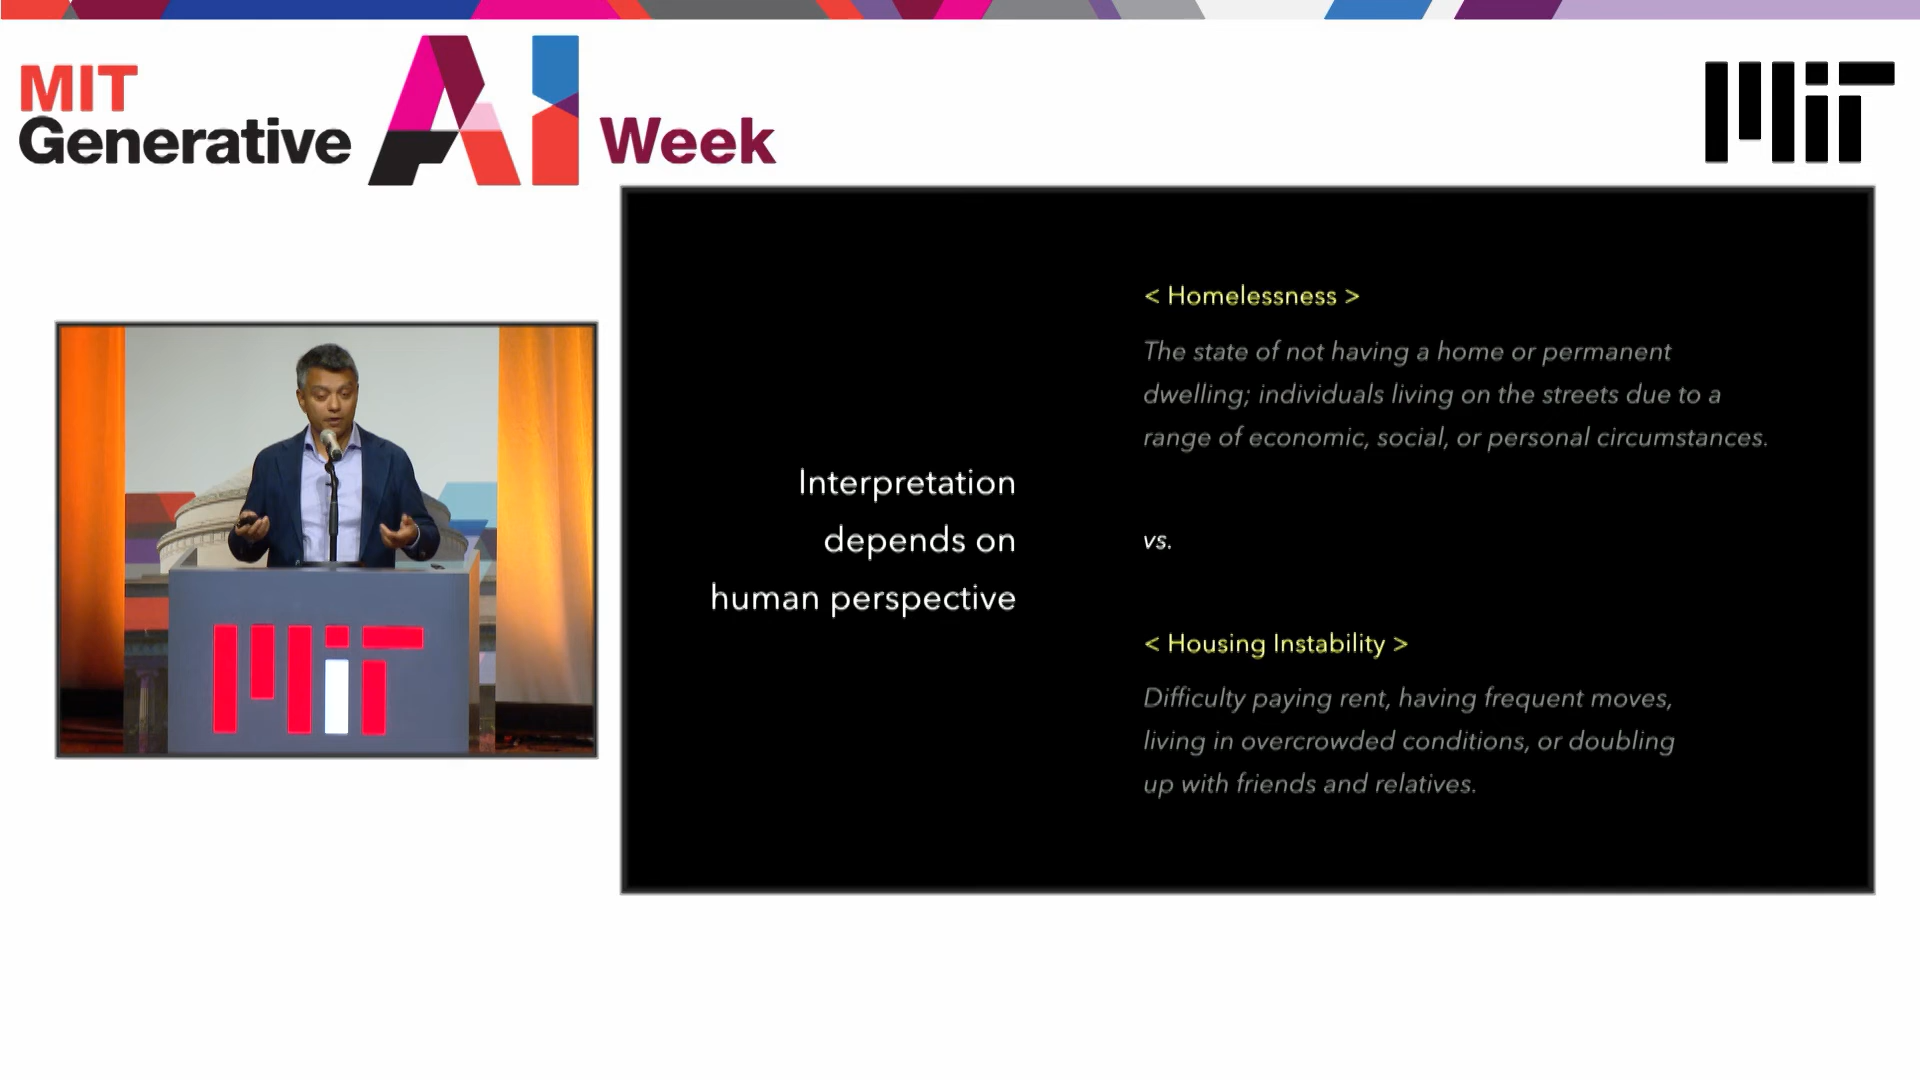 MIT
Generative AI Week
MIT
< Homelessness >
The state of not having a home or permanent
dwelling; individuals living on the streets due to a
range of economic, social, or personal circumstances.
Interpretation
depends on
human perspective
vs.
< Housing Instability >
Difficulty paying rent, having frequent moves,
living in overcrowded conditions, or doubling
up with friends and relatives.
MIT